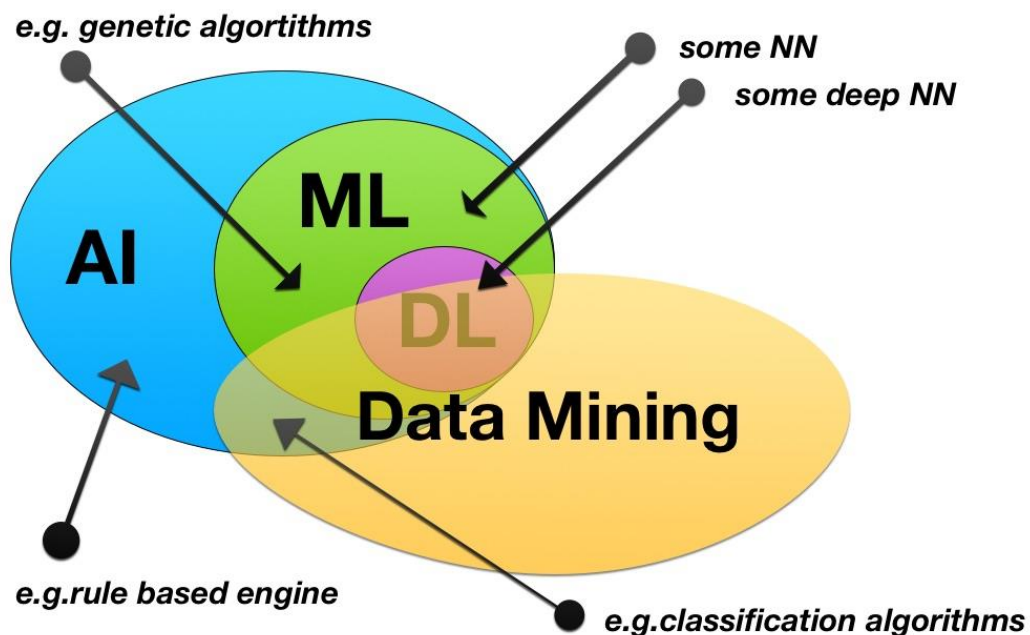 e.g. genetic algortithms
some NN
some deep NN
ML
AI
DL
Data Mining
e.g.rule based engine
e.g.classification algorithms